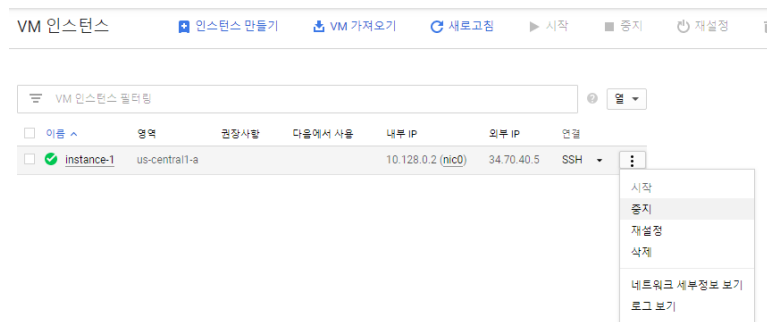 VM 인스턴스 인스턴스 만들기 VM 가져오기 새로고침 시작 중지 재설정
VM 인스턴스 필터링 열
이름 영역 권장사항 다음에서 사용 내부 IP 외부 IP 연결
instance-1 us-central1-a 10.128.0.2 (nic0) 34.70.40.5 SSH
시작
중지
재설정
삭제
네트워크 세부정보 보기
로그 보기